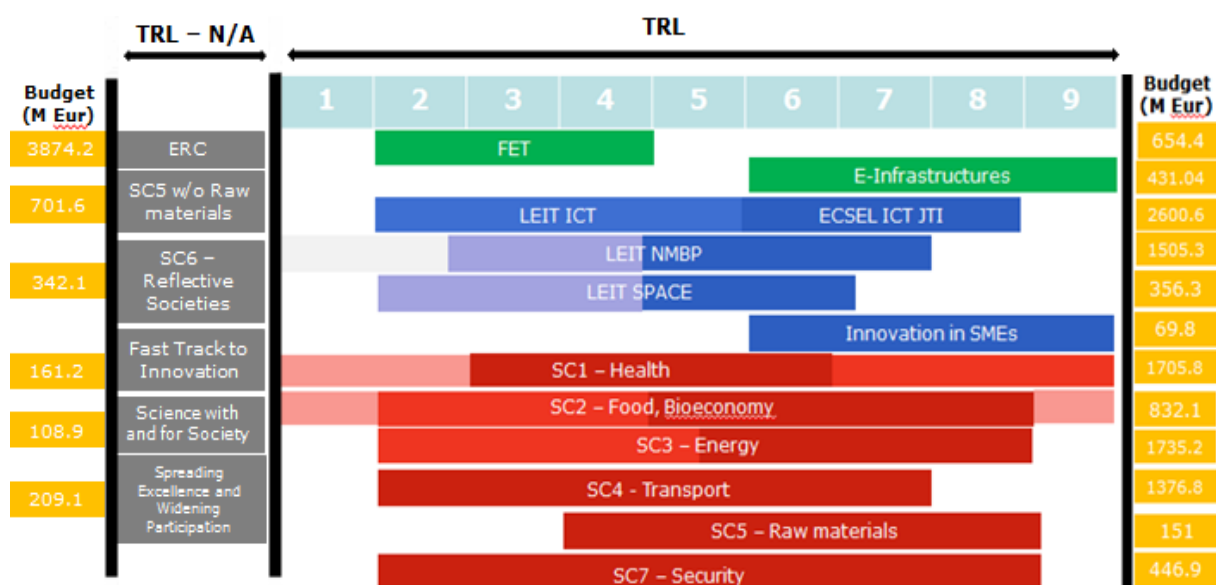 TRL – N/A
TRL
Budget
(M Eur)
1 2 3 4 5 6 7 8 9
Budget
(M Eur)
3874.2
ERC
FET
654.4
E-Infrastructures
431.04
701.6
SC5 w/o Raw
materials
LEIT ICT
ECSEL ICT JTI
2600.6
342.1
SC6 –
Reflective
Societies
LEIT NMBP
1505.3
LEIT SPACE
356.3
Innovation in SMEs
69.8
161.2
Fast Track to
Innovation
SC1 – Health
1705.8
108.9
Science with
and for Society
SC2 – Food, Bioeconomy
832.1
SC3 – Energy
1735.2
209.1
Spreading
Excellence and
Widening
Participation
SC4 - Transport
1376.8
SC5 – Raw materials
151
SC7 – Security
446.9